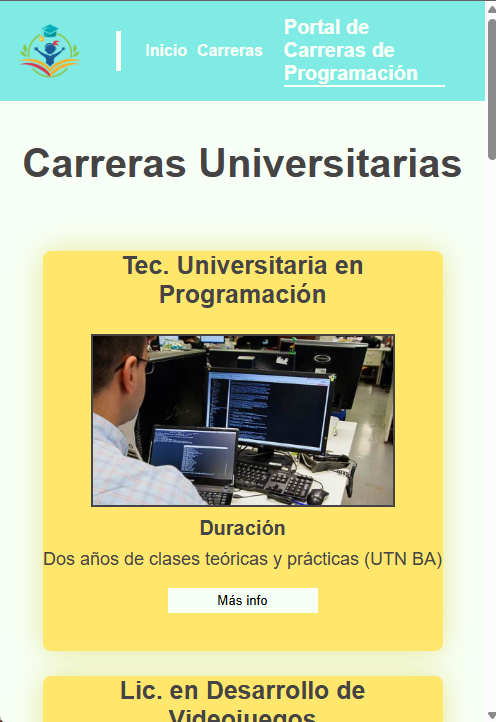 Inicio Carreras
Portal de
Carreras de
Programación
Carreras Universitarias
Tec. Universitaria en
Programación
Duración
Dos años de clases teóricas y prácticas (UTN BA)
Más info
Lic. en Desarrollo de
Videojuegos